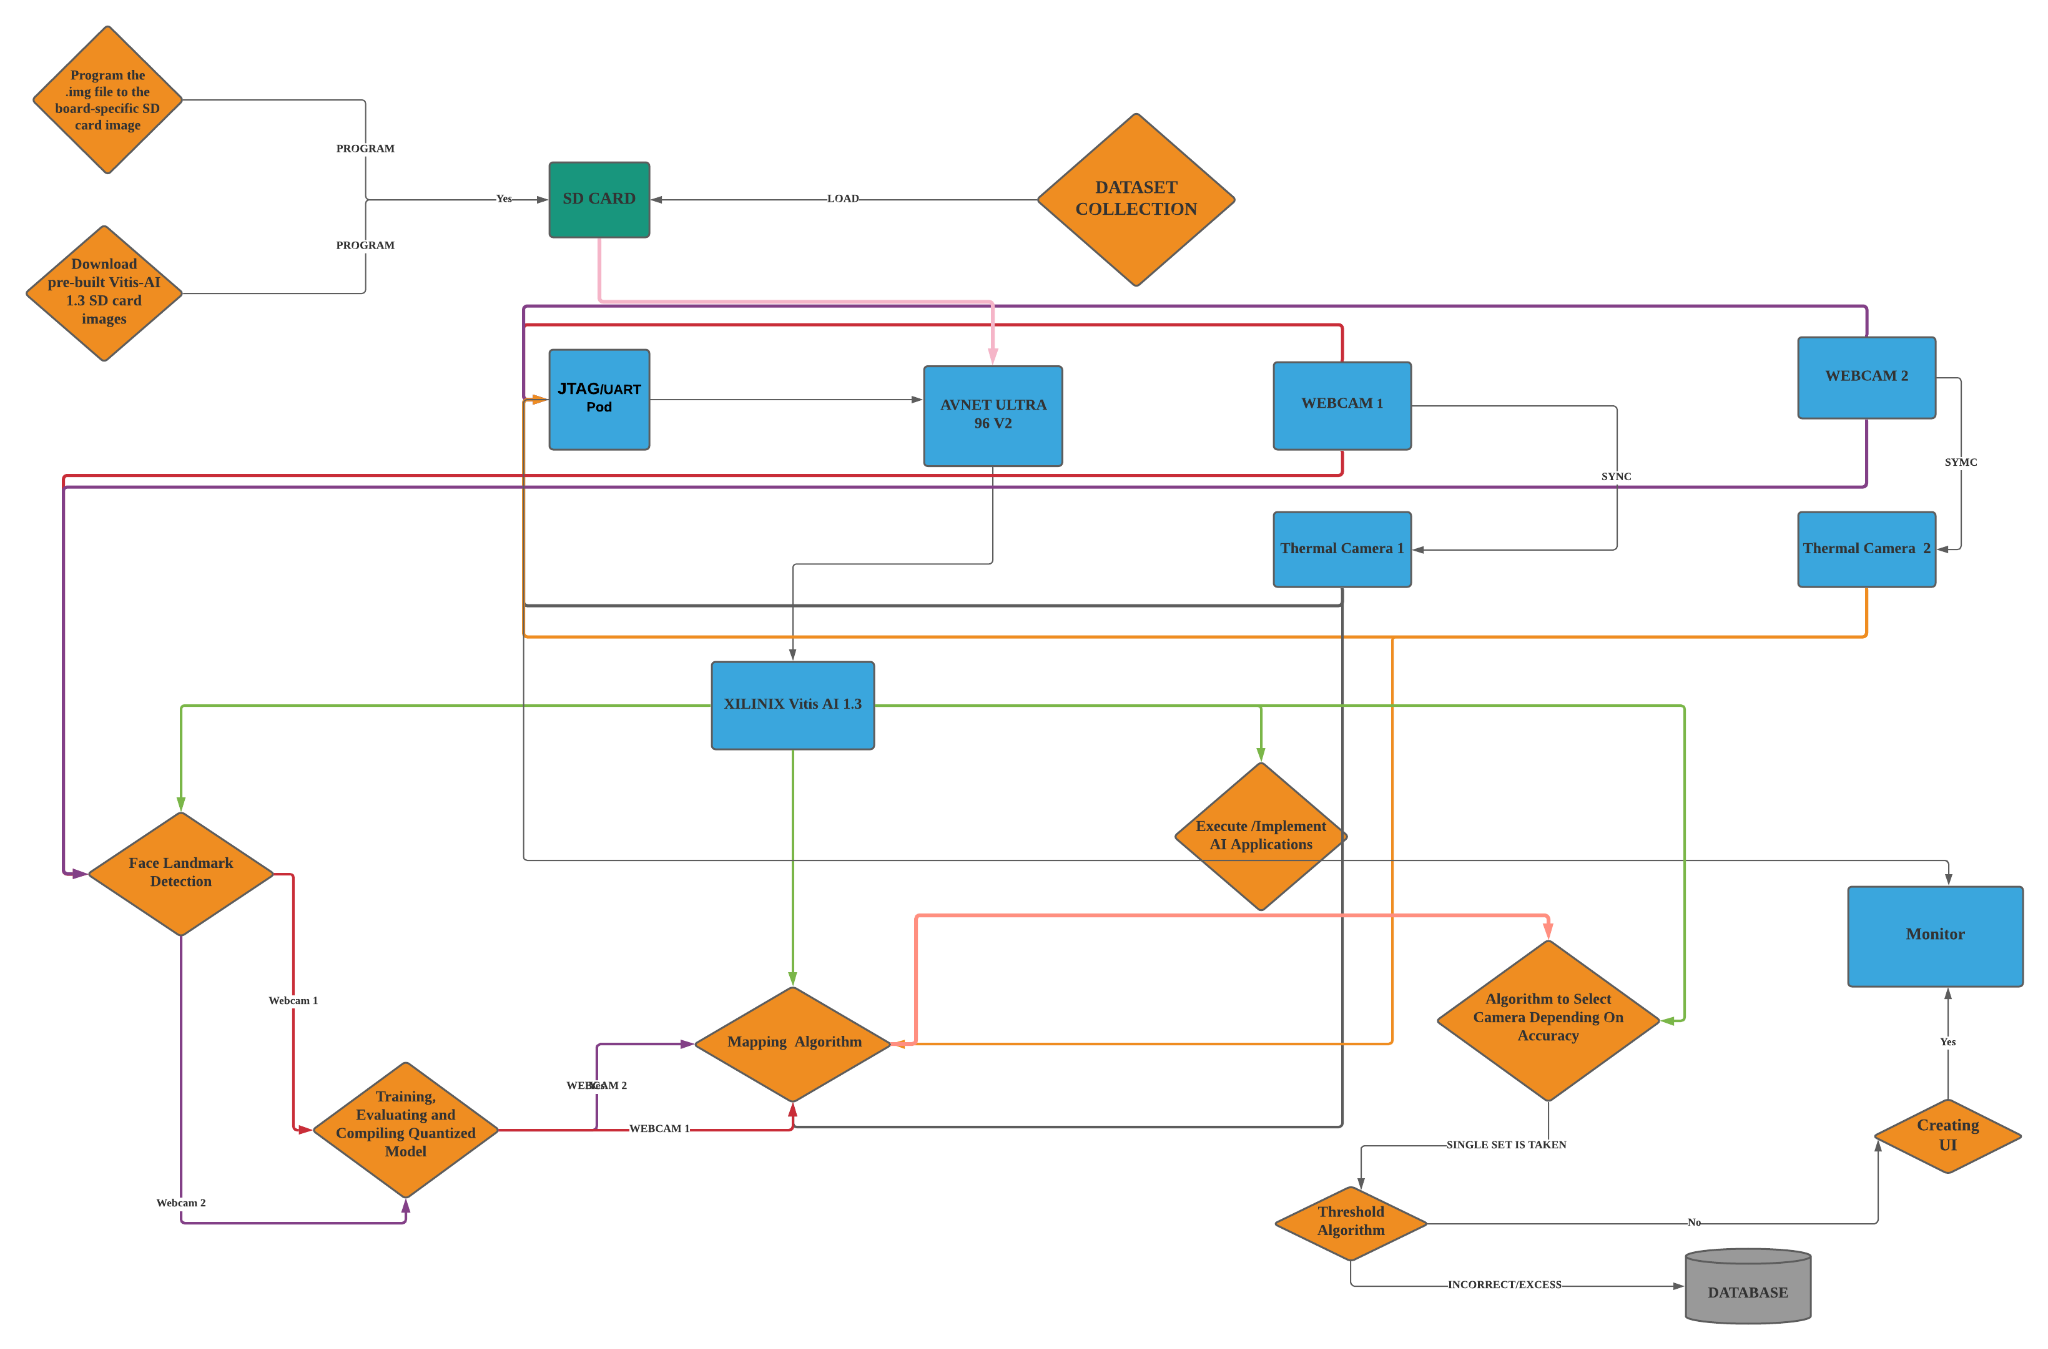 Program the
.img file to the
board-specific SD
card image
PROGRAM
Yes
SD CARD
LOAD
DATASET
COLLECTION
PROGRAM
Download
pre-built Vitis-AI
1.3 SD card
images
JTAG/UART
Pod
AVNET ULTRA
96 V2
WEBCAM 1
WEBCAM 2
SYNC
SYMC
Thermal Camera 1
Thermal Camera 2
XILINIX Vitis AI 1.3
Execute /Implement
AI Applications
Face Landmark
Detection
Monitor
Webcam 1
Algorithm to Select
Camera Depending On
Accuracy
Mapping Algorithm
Yes
WEBCAM 2
Yes
Training,
Evaluating and
Compiling Quantized
Model
WEBCAM 1
SINGLE SET IS TAKEN
Creating
UI
Webcam 2
Threshold
Algorithm
No
INCORRECT/EXCESS
DATABASE